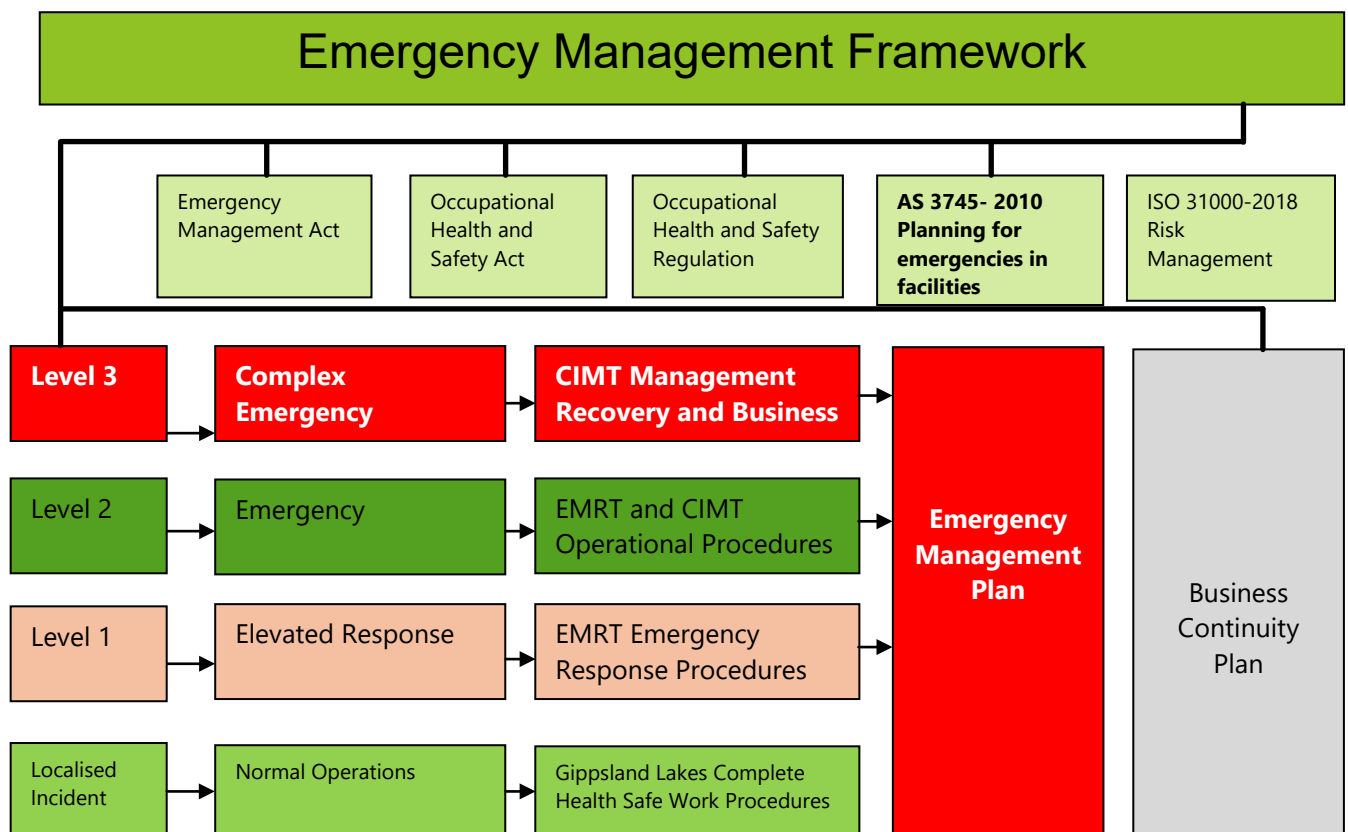 Emergency Management Framework
Emergency
Management Act
Occupational
Health and
Safety Act
Occupational
Health and Safety
Regulation
AS 3745- 2010
Planning for
emergencies in
facilities
ISO 31000-2018
Risk
Management
Level 3
Complex
Emergency
CIMT Management
Recovery and Business
Level 2
Emergency
EMRT and CIMT
Operational Procedures
Level 1
Elevated Response
EMRT Emergency
Response Procedures
Localised
Incident
Normal Operations
Gippsland Lakes Complete
Health Safe Work Procedures
Emergency
Management
Plan
Business
Continuity
Plan